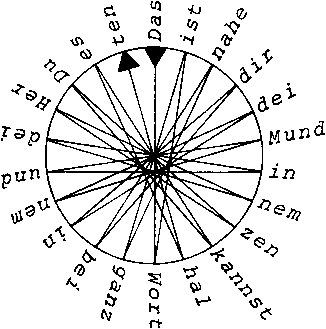 Das
ist
nahe
dir
dei
Mund
in
nem
zen
kannst
hal
Wort
ganz
bei
in
nem
und
dei
Her
Du
es
ten